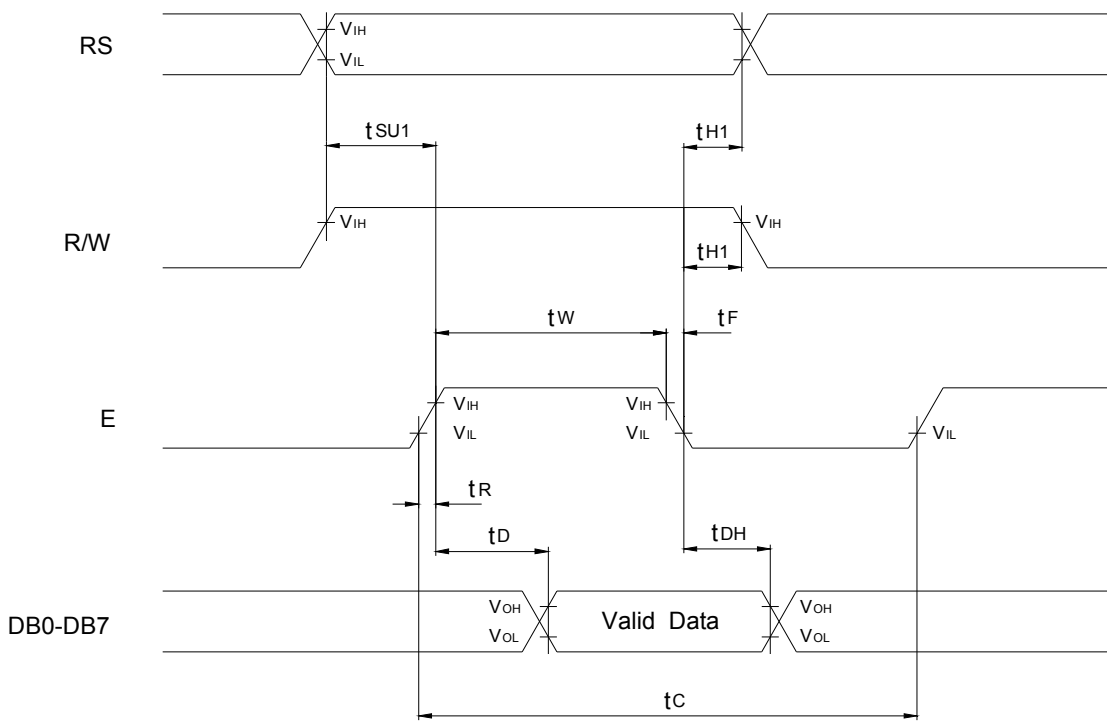 RS
VIH
VIL
tSU1
tH1
R/W
VIH
VIH
tH1
tW
tF
E
VIH
VIH
VIL
VIL
VIL
tR
tD
tDH
DB0-DB7
VOH
Valid Data
VOH
VOL
VOL
tC